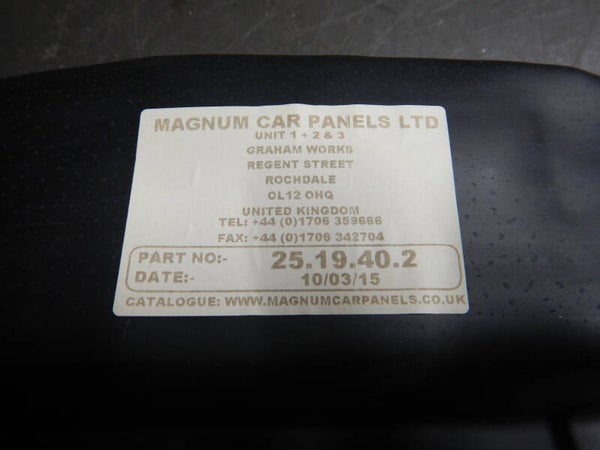 MAGNUM CAR PANELS LTD
UNIT 1 + 2 & 3
GRAHAM WORKS
REGENT STREET
ROCHDALE
OL12 OHQ
UNITED KINGDOM
TEL: +44 (0)1706 359666
FAX: +44 (0)1706 342704
PART NO:- 25.19.40.2
DATE:- 10/03/15
CATALOGUE: WWW.MAGNUMCARPANELS.CO.UK